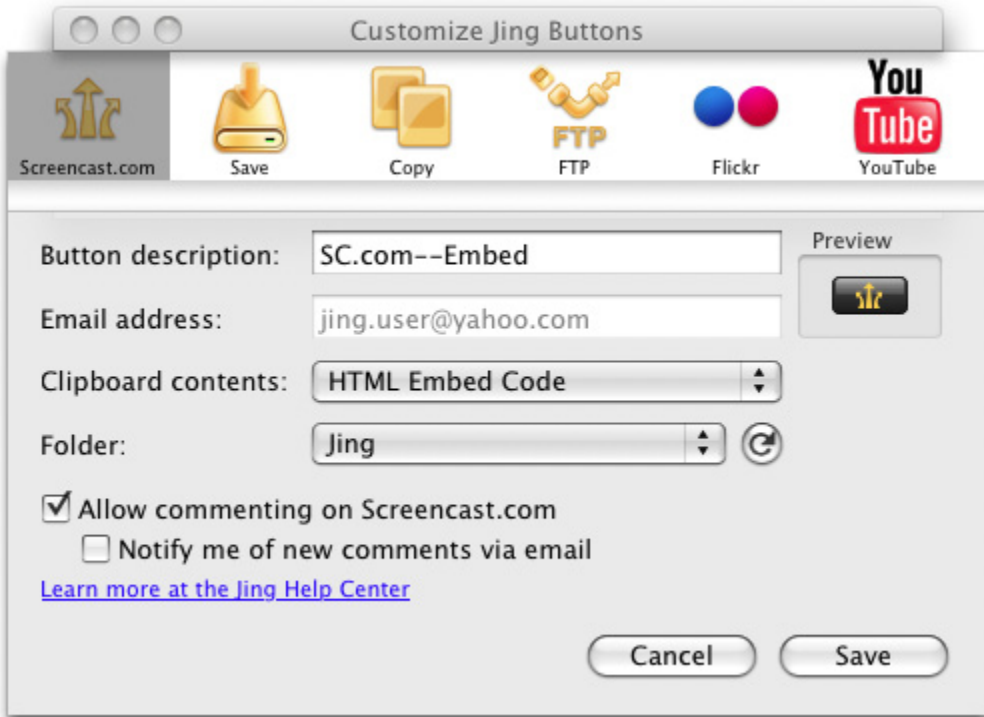 Customize Jing Buttons
You
Tube
FTP
Screencast.com
Save
Copy
FTP
Flickr
YouTube
Button description:
SC.com--Embed
Preview
Email address:
jing.user@yahoo.com
Clipboard contents:
HTML Embed Code
Folder:
Jing
Allow commenting on Screencast.com
Notify me of new comments via email
Learn more at the Jing Help Center
Cancel
Save